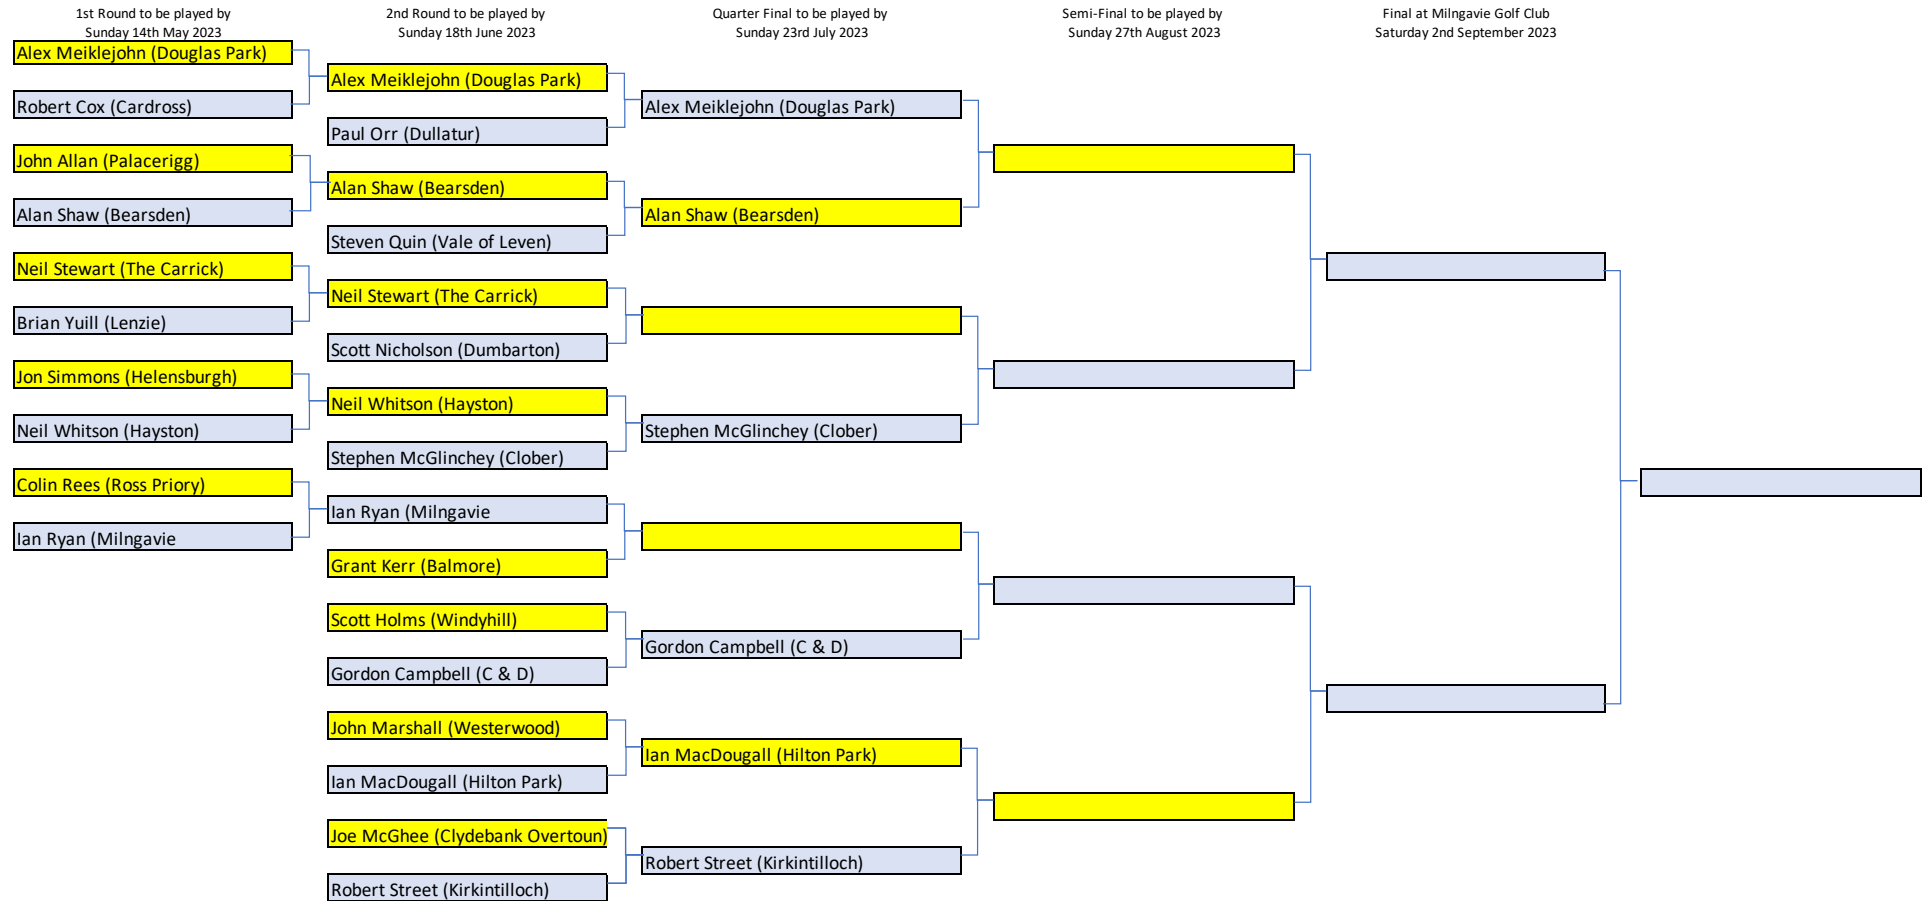 1st Round to be played by
Sunday 14th May 2023
2nd Round to be played by
Sunday 18th June 2023
Quarter Final to be played by
Sunday 23rd July 2023
Semi-Final to be played by
Sunday 27th August 2023
Final at Milngavie Golf Club
Saturday 2nd September 2023
Alex Meiklejohn (Douglas Park)
Robert Cox (Cardross)
John Allan (Palacerigg)
Alan Shaw (Bearsden)
Neil Stewart (The Carrick)
Brian Yuill (Lenzie)
Jon Simmons (Helensburgh)
Neil Whitson (Hayston)
Colin Rees (Ross Priory)
Ian Ryan (Milngavie
Alex Meiklejohn (Douglas Park)
Paul Orr (Dullatur)
Alan Shaw (Bearsden)
Steven Quin (Vale of Leven)
Neil Stewart (The Carrick)
Scott Nicholson (Dumbarton)
Neil Whitson (Hayston)
Stephen McGlinchey (Clober)
Ian Ryan (Milngavie
Grant Kerr (Balmore)
Scott Holms (Windyhill)
Gordon Campbell (C & D)
John Marshall (Westerwood)
Ian MacDougall (Hilton Park)
Joe McGhee (Clydebank Overtoun)
Robert Street (Kirkintilloch)
Alex Meiklejohn (Douglas Park)
Alan Shaw (Bearsden)
Stephen McGlinchey (Clober)
Gordon Campbell (C & D)
Ian MacDougall (Hilton Park)
Robert Street (Kirkintilloch)